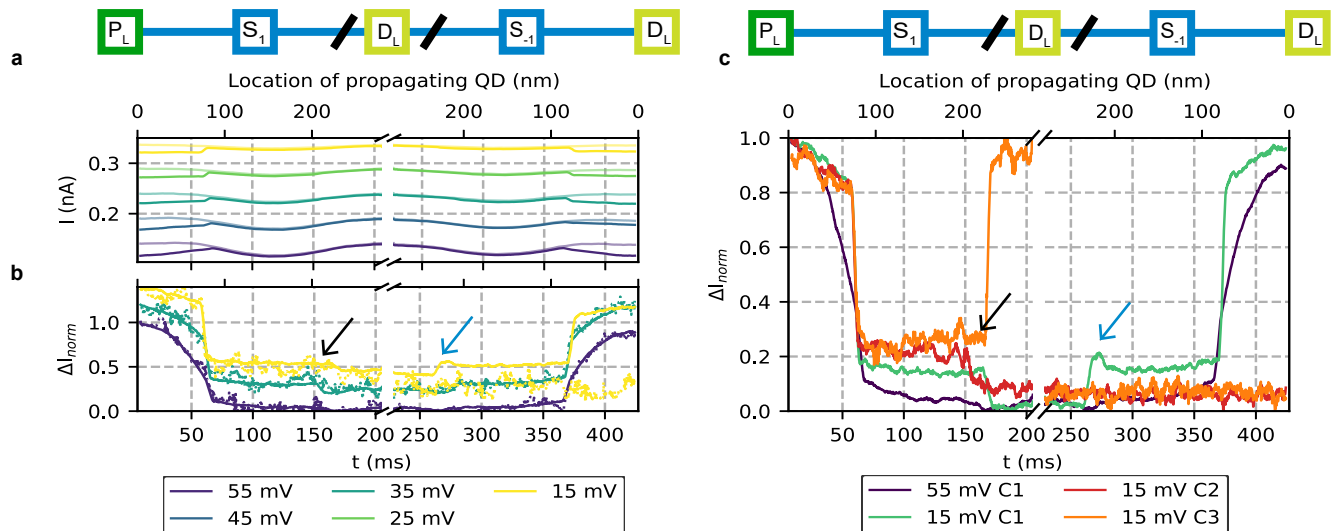 P_L S_1 D_L S_-1 D_L
P_L S_1 D_L S_-1 D_L
a
Location of propagating QD (nm)
0 100 200 200 100 0
I (nA)
0.3
0.2
b
ΔI_norm
1.0
0.5
0.0
50 100 150 200 250 300 350 400
t (ms)
55 mV 35 mV 15 mV
45 mV 25 mV
c
Location of propagating QD (nm)
0 100 200 200 100 0
ΔI_norm
1.0
0.8
0.6
0.4
0.2
0.0
50 100 150 200 250 300 350 400
t (ms)
55 mV C1 15 mV C2
15 mV C1 15 mV C3